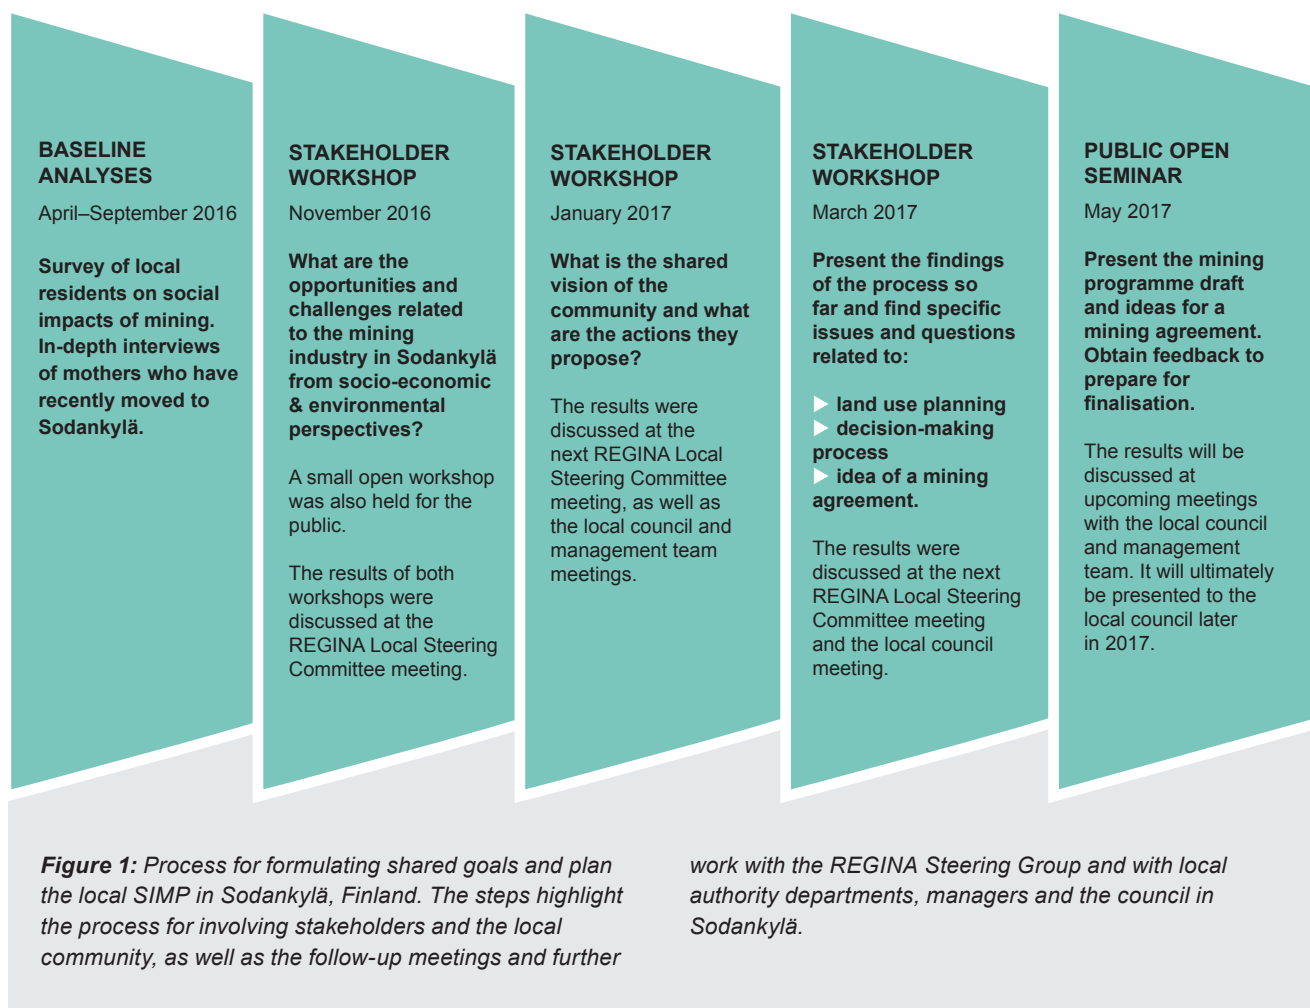 BASELINE
ANALYSES
April–September 2016
Survey of local
residents on social
impacts of mining.
In-depth interviews
of mothers who have
recently moved to
Sodankylä.
STAKEHOLDER
WORKSHOP
November 2016
What are the
opportunities and
challenges related
to the mining
industry in Sodankylä
from socio-economic
& environmental
perspectives?
A small open workshop
was also held for the
public.
The results of both
workshops were
discussed at the
REGINA Local Steering
Committee meeting.
STAKEHOLDER
WORKSHOP
January 2017
What is the shared
vision of the
community and what
are the actions they
propose?
The results were
discussed at the
next REGINA Local
Steering Committee
meeting, as well as
the local council and
management team
meetings.
STAKEHOLDER
WORKSHOP
March 2017
Present the findings
of the process so
far and find specific
issues and questions
related to:
▶ land use planning
▶ decision-making
process
▶ idea of a mining
agreement.
The results were
discussed at the next
REGINA Local Steering
Committee meeting
and the local council
meeting.
PUBLIC OPEN
SEMINAR
May 2017
Present the mining
programme draft
and ideas for a
mining agreement.
Obtain feedback to
prepare for
finalisation.
The results will be
discussed at
upcoming meetings
with the local council
and management
team. It will ultimately
be presented to the
local council later
in 2017.
Figure 1: Process for formulating shared goals and plan
the local SIMP in Sodankylä, Finland. The steps highlight
the process for involving stakeholders and the local
community, as well as the follow-up meetings and further
work with the REGINA Steering Group and with local
authority departments, managers and the council in
Sodankylä.